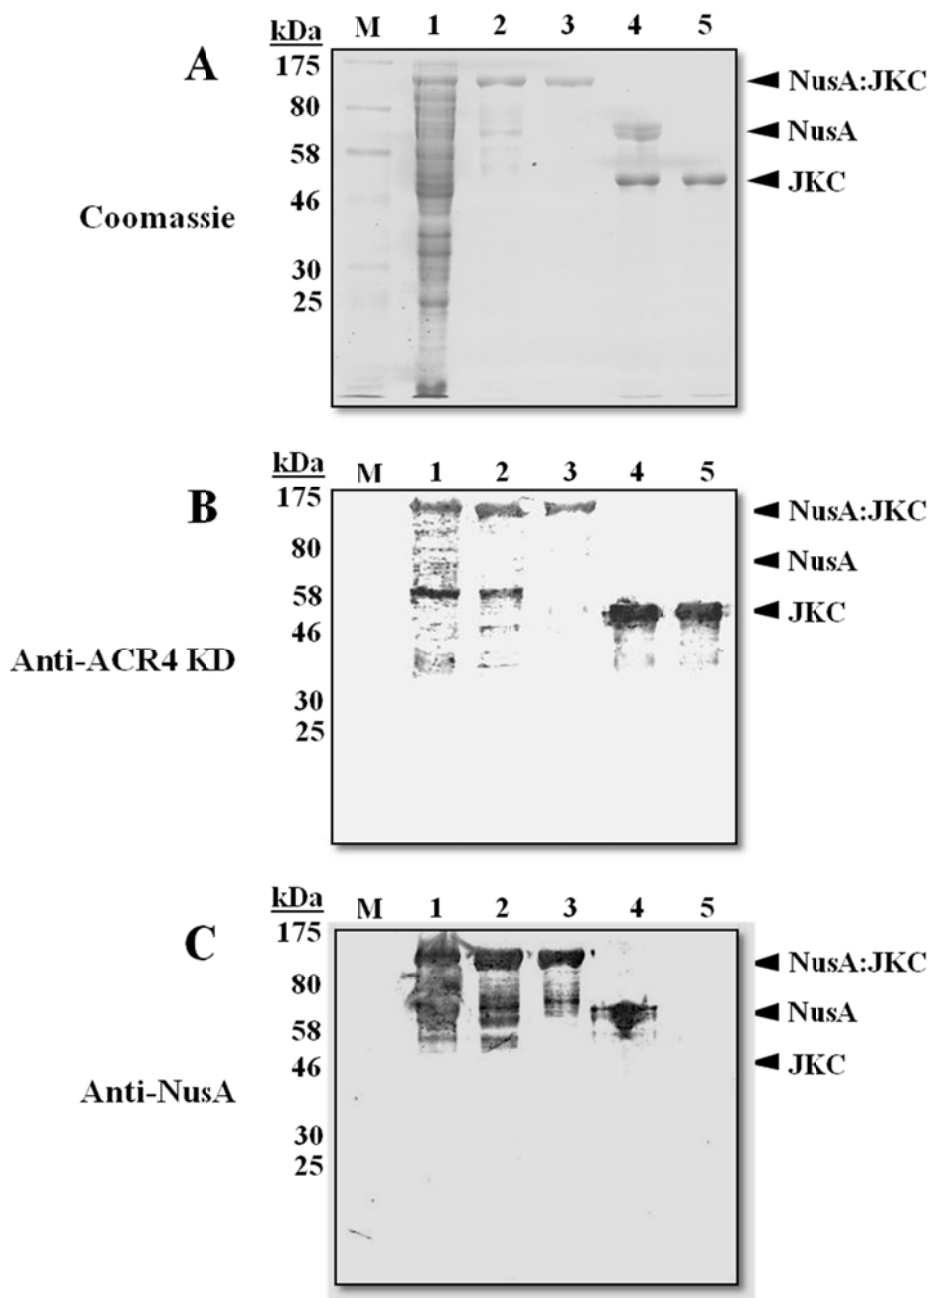 kDa M 1 2 3 4 5
A
175
NusA:JKC
80
NusA
58
JKC
46
Coomassie
30
25
kDa M 1 2 3 4 5
B
175
NusA:JKC
80
NusA
58
JKC
46
Anti-ACR4 KD
30
25
kDa M 1 2 3 4 5
C
175
NusA:JKC
80
NusA
58
JKC
46
Anti-NusA
30
25